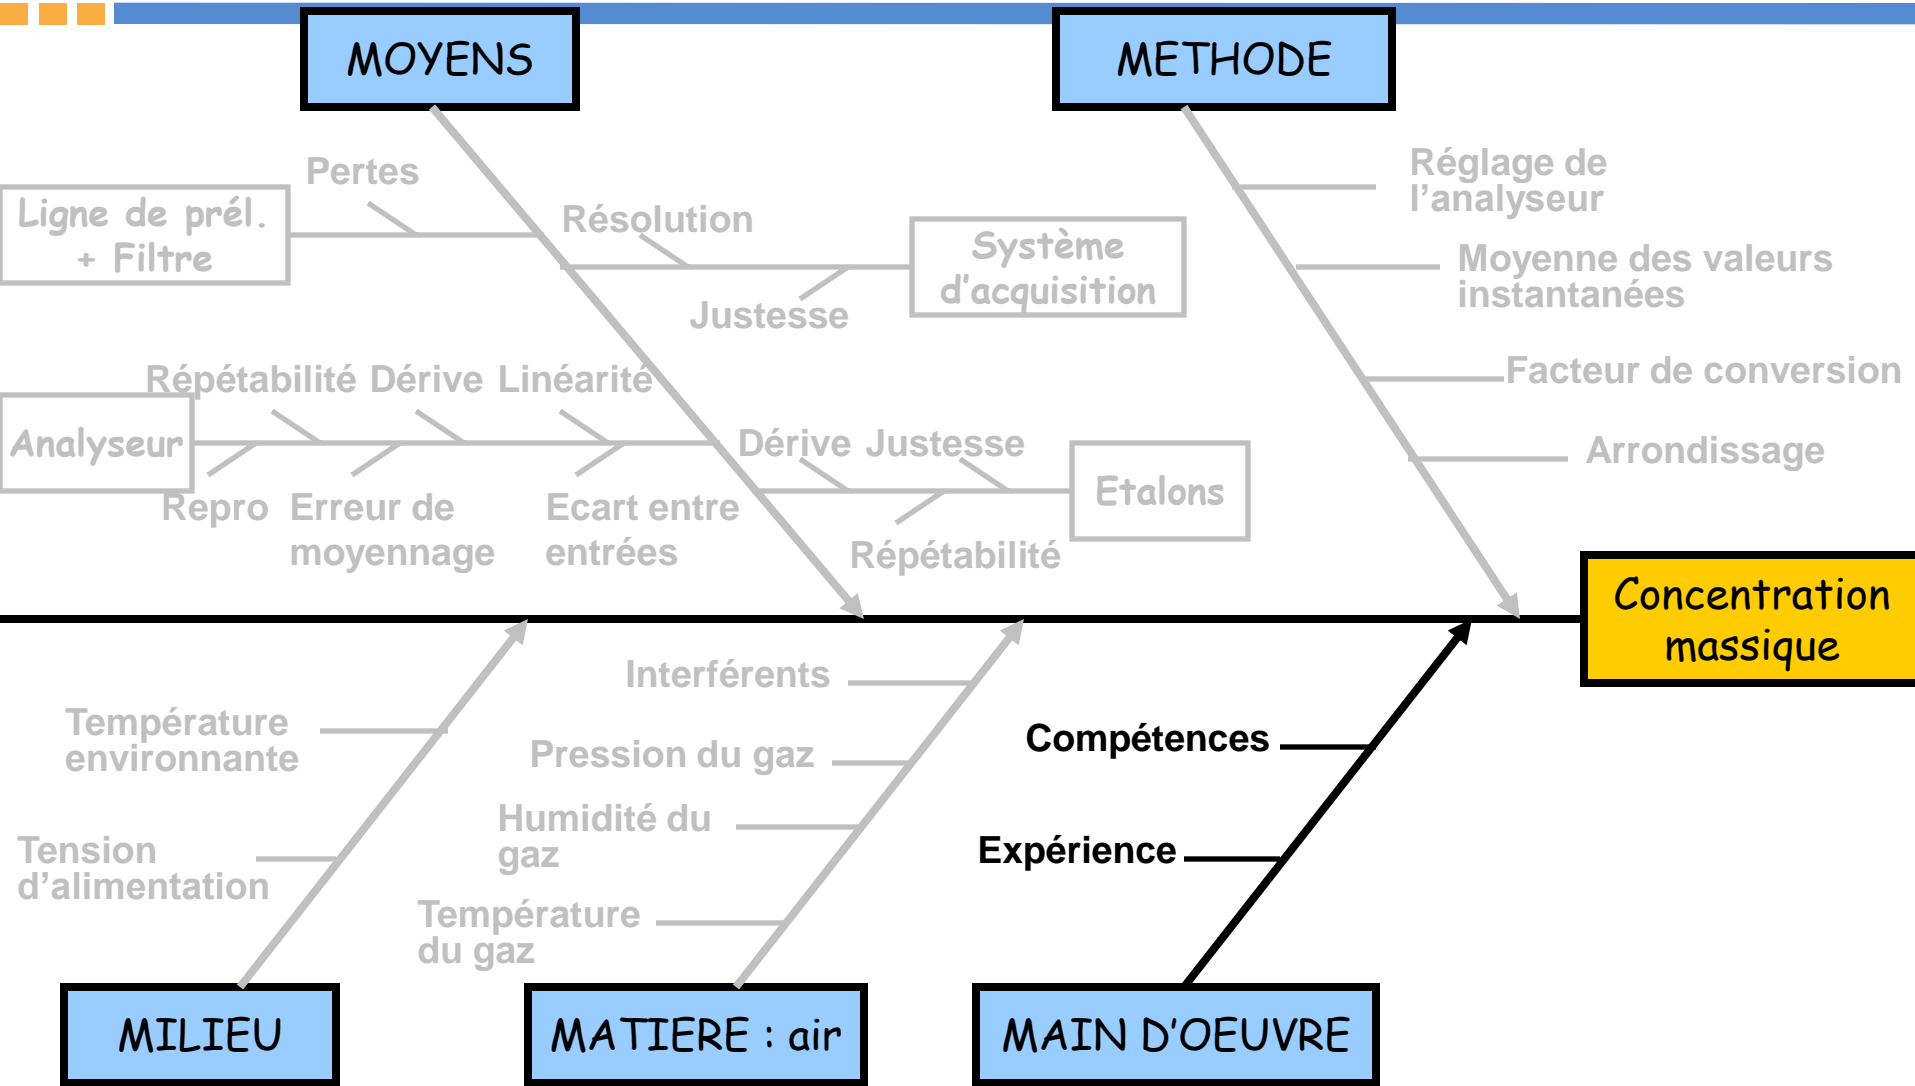 MOYENS
METHODE
Pertes
Ligne de prél.
+ Filtre
Résolution
Système
d'acquisition
Justesse
Réglage de
l’analyseur
Moyenne des valeurs
instantanées
Facteur de conversion
Arrondissage
Répétabilité Dérive Linéarité
Analyseur
Repro
Erreur de
moyennage
Ecart entre
entrées
Dérive Justesse
Etalons
Répétabilité
Concentration
massique
Température
environnante
Tension
d’alimentation
Interférents
Pression du gaz
Humidité du
gaz
Température
du gaz
Compétences
Expérience
MILIEU
MATIERE : air
MAIN D'OEUVRE